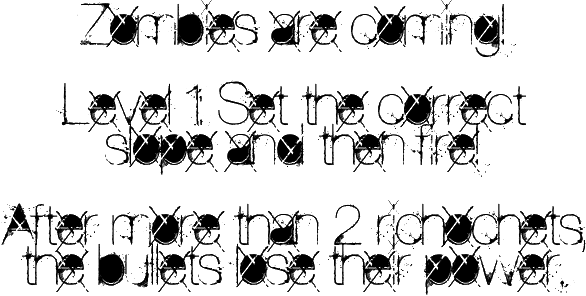 Zombies are coming!
Level 1 Set the correct
slope and then fire!
After more than 2 richochets,
the bullets lose their power.